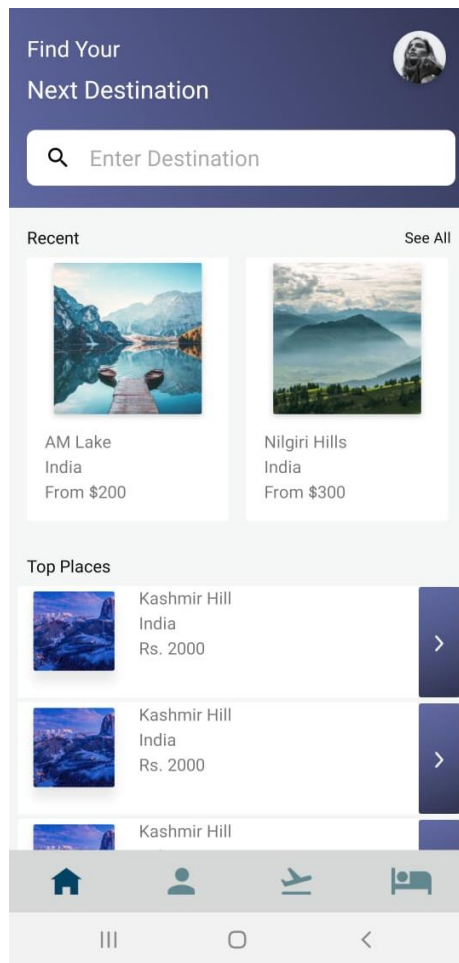 Find Your
Next Destination
Enter Destination
Recent
See All
AM Lake
India
From $200
Nilgiri Hills
India
From $300
Top Places
Kashmir Hill
India
Rs. 2000
Kashmir Hill
India
Rs. 2000
Kashmir Hill